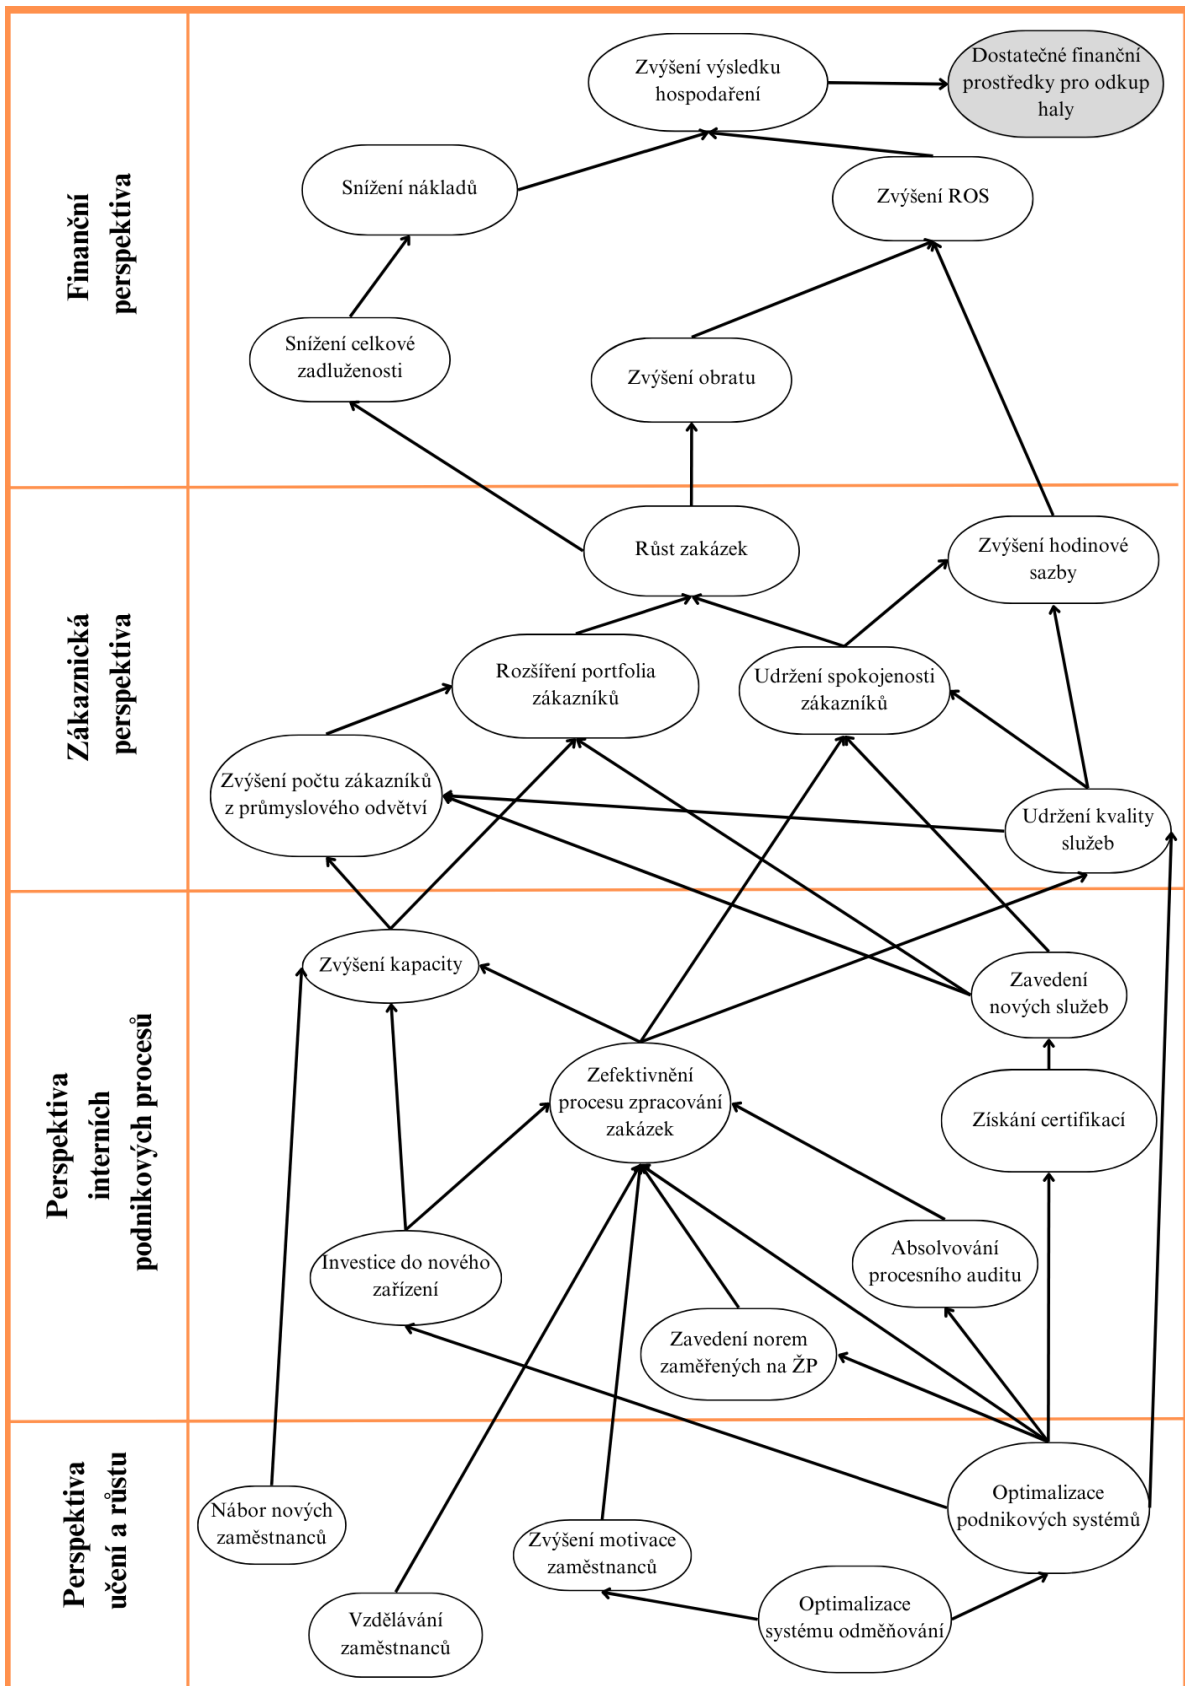 Finanční
perspektiva
Zvýšení výsledku
hospodaření
Dostatečné finanční
prostředky pro odkup
haly
Snížení nákladů
Zvýšení ROS
Snížení celkové
zadluženosti
Zvýšení obratu
Zákaznická
perspektiva
Růst zakázek
Zvýšení hodinové
sazby
Rozšíření portfolia
zákazníků
Udržení spokojenosti
zákazníků
Zvýšení počtu zákazníků
z průmyslového odvětví
Udržení kvality
služeb
Perspektiva
interních
podnikových procesů
Zvýšení kapacity
Zavedení
nových služeb
Zefektivnění
procesu zpracování
zakázek
Získání certifikací
Investice do nového
zařízení
Absolvování
procesního auditu
Zavedení norem
zaměřených na ŽP
Perspektiva
učení a růstu
Nábor nových
zaměstnanců
Zvýšení motivace
zaměstnanců
Optimalizace
podnikových systémů
Vzdělávání
zaměstnanců
Optimalizace
systému odměňování